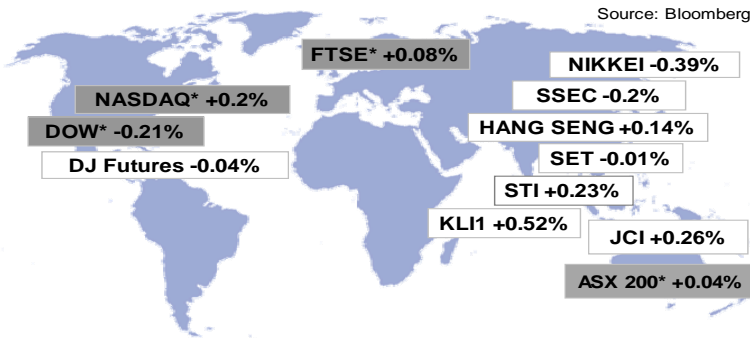 Source: Bloomberg
FTSE* +0.08%
NIKKEI -0.39%
NASDAQ* +0.2%
SSEC -0.2%
DOW* -0.21%
HANG SENG +0.14%
DJ Futures -0.04%
SET -0.01%
STI +0.23%
KLI1 +0.52%
JCI +0.26%
ASX 200* +0.04%